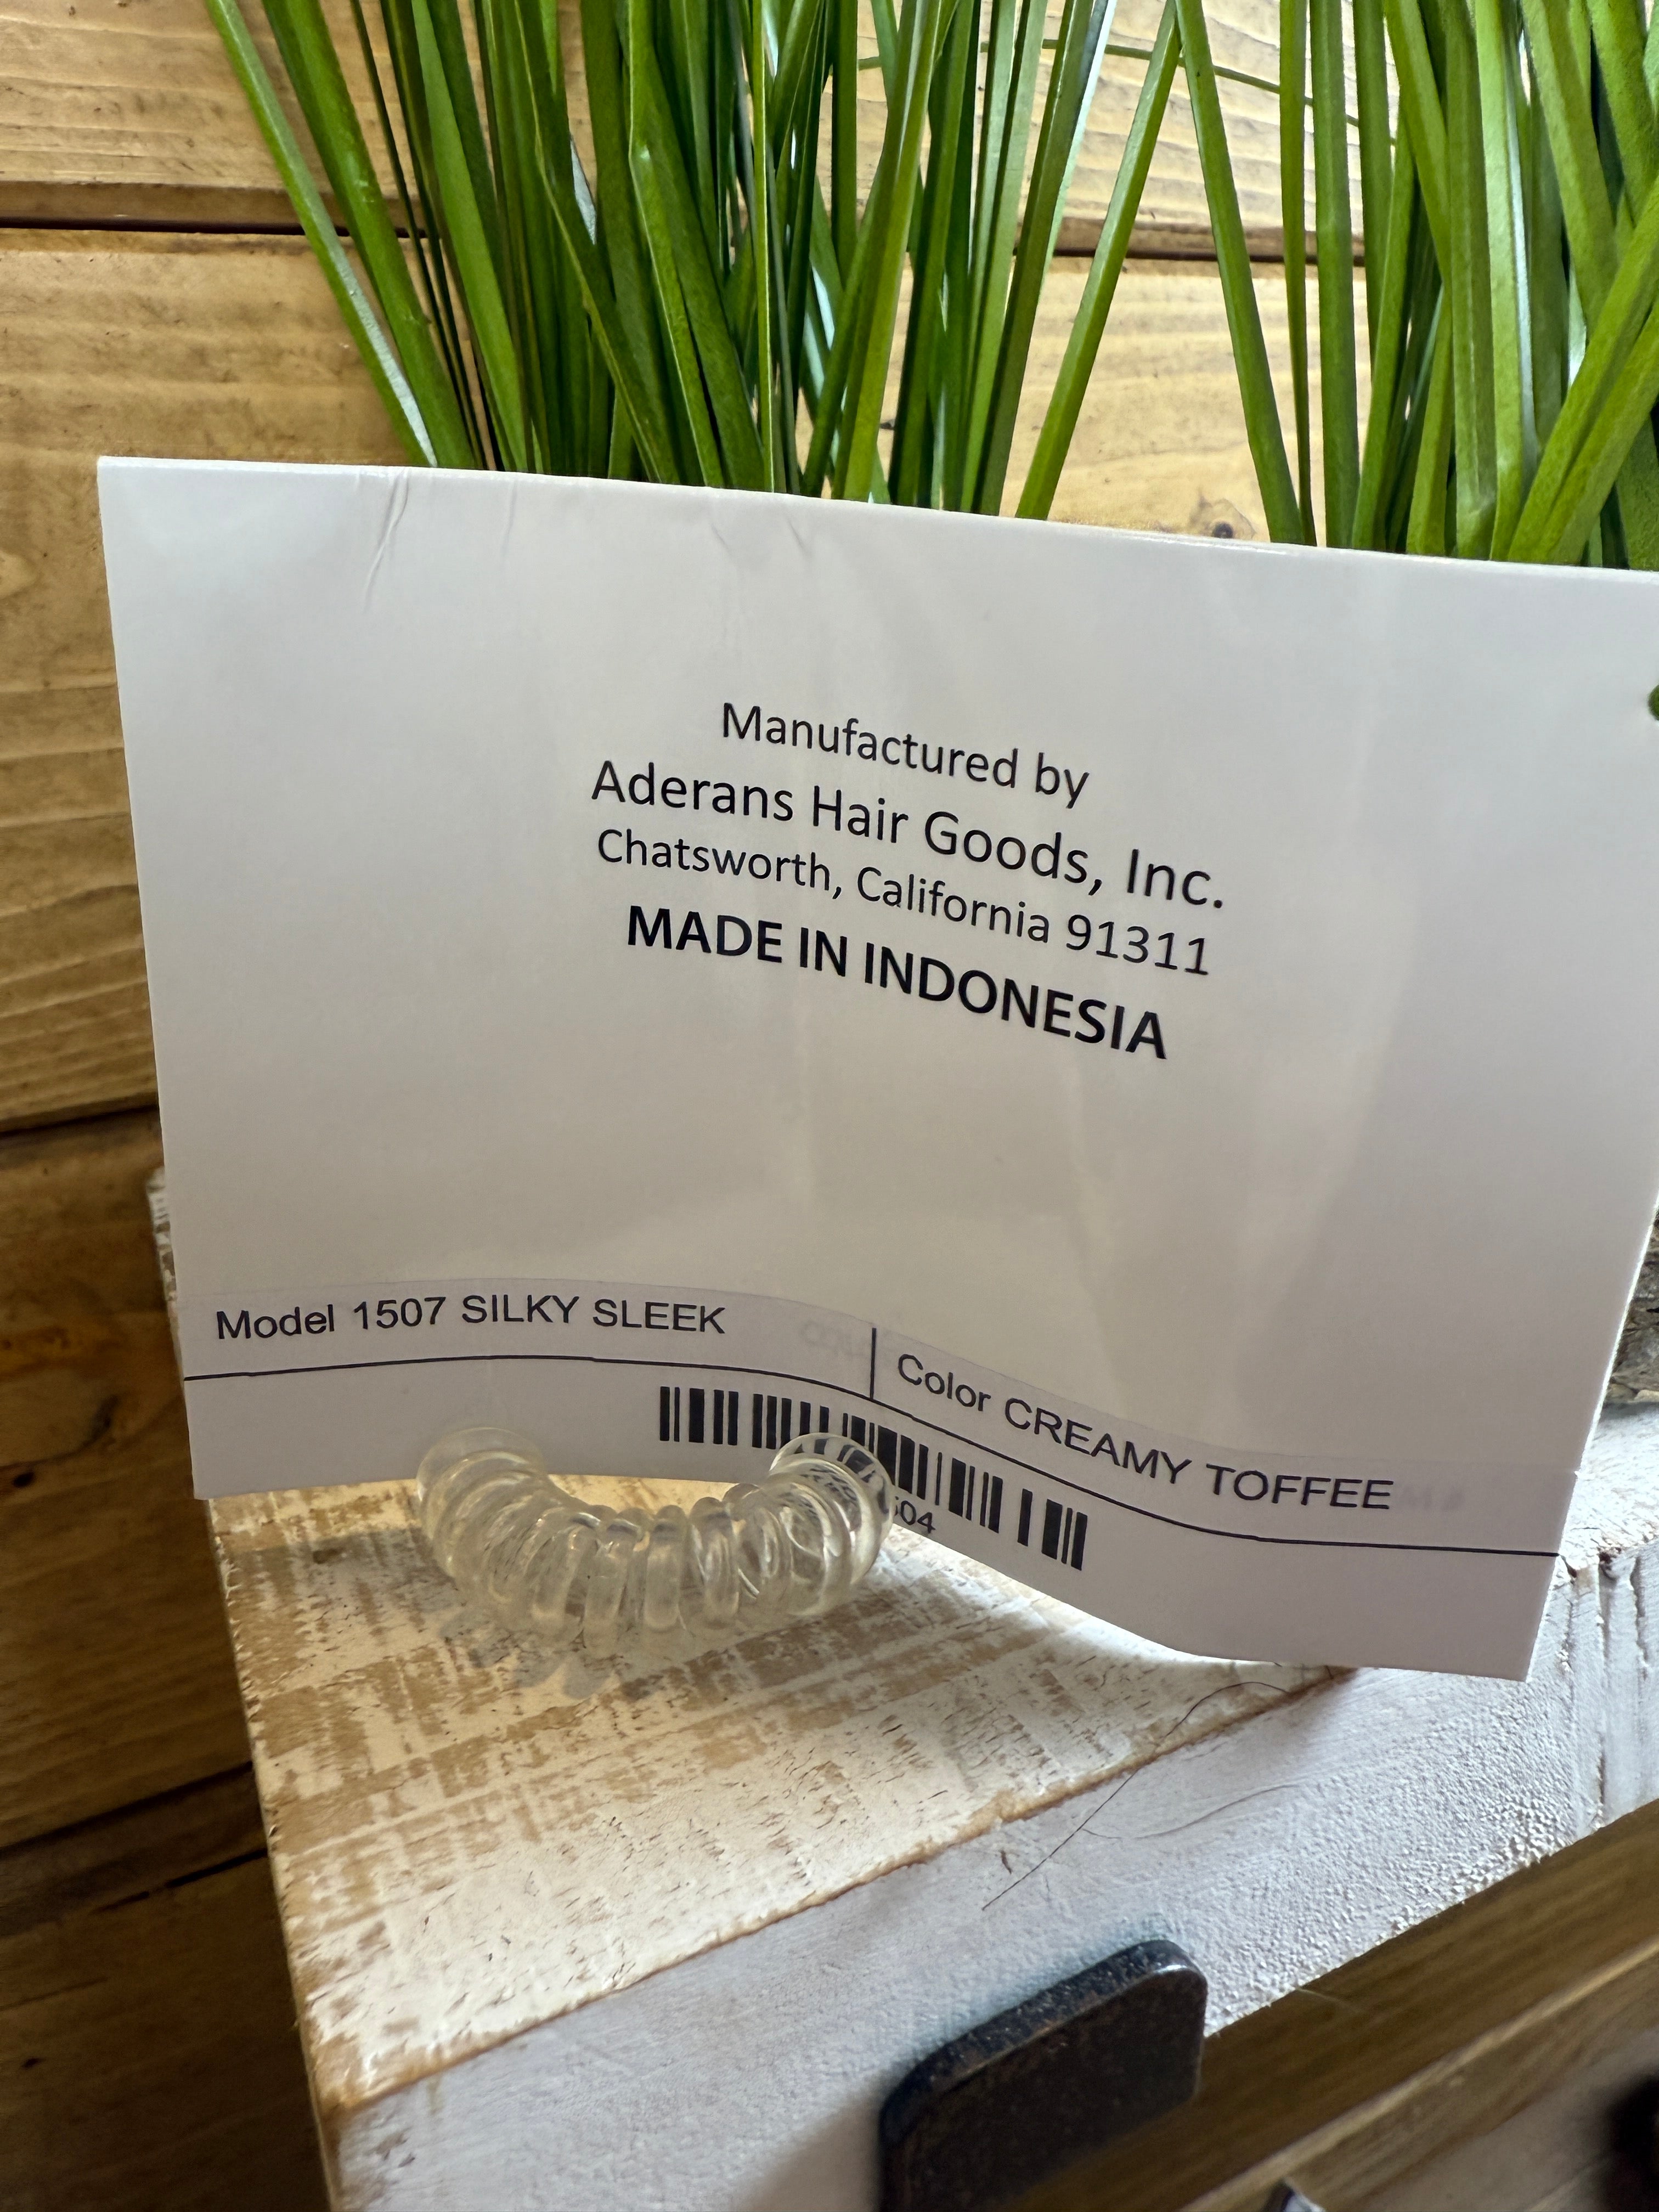 Manufactured by
Aderans Hair Goods, Inc.
Chatsworth, California 91311
MADE IN INDONESIA
Model 1507 SILKY SLEEK
Color CREAMY TOFFEE